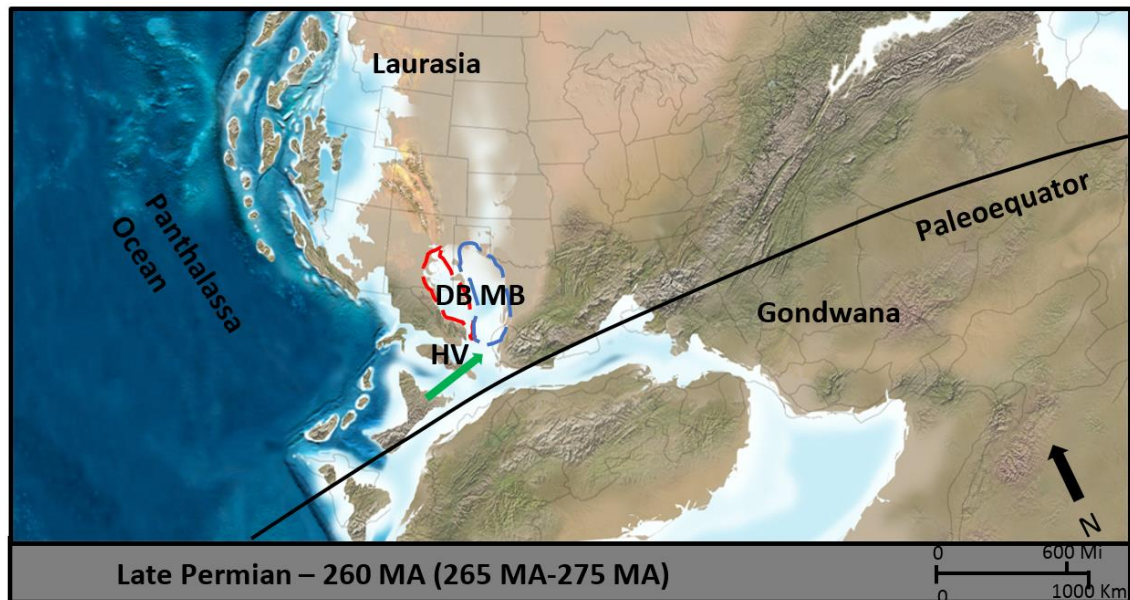 Laurasia
Panthalassa
Ocean
Paleoequator
Gondwana
DB MB
HV
N
Late Permian – 260 MA (265 MA-275 MA)
0 600 Mi
0 1000 Km